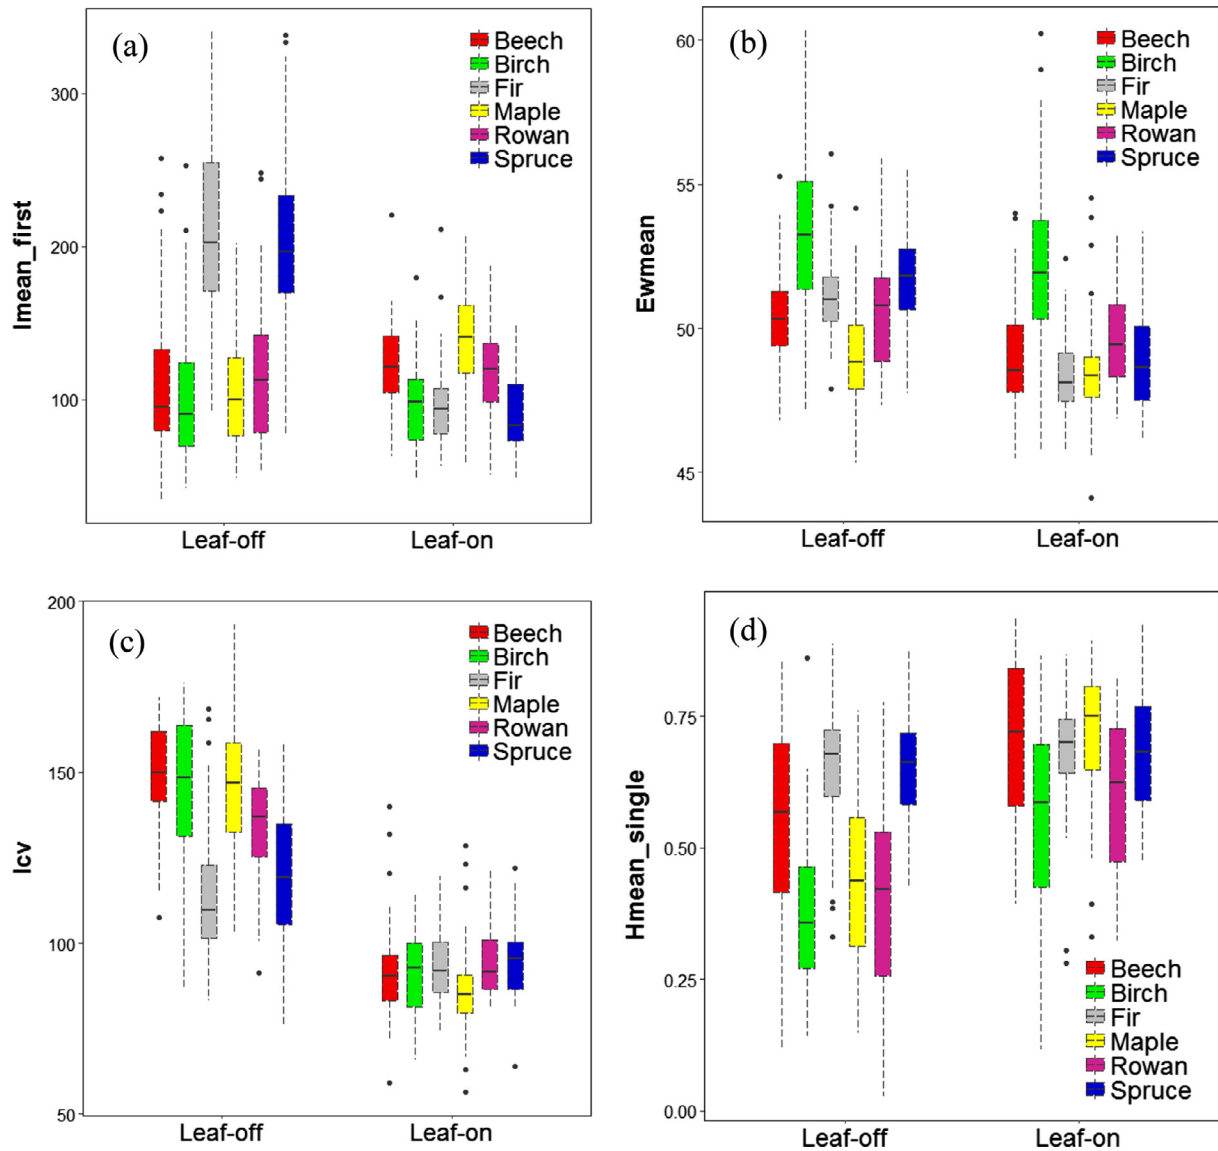 (a)
Beech
Birch
Fir
Maple
Rowan
Spruce
Imean_first
300
200
100
Leaf-off
Leaf-on
(b)
Beech
Birch
Fir
Maple
Rowan
Spruce
Ewmean
60
55
50
45
Leaf-off
Leaf-on
(c)
Beech
Birch
Fir
Maple
Rowan
Spruce
Icv
200
150
100
50
Leaf-off
Leaf-on
(d)
Hmean_single
0.75
0.50
0.25
0.00
Beech
Birch
Fir
Maple
Rowan
Spruce
Leaf-off
Leaf-on